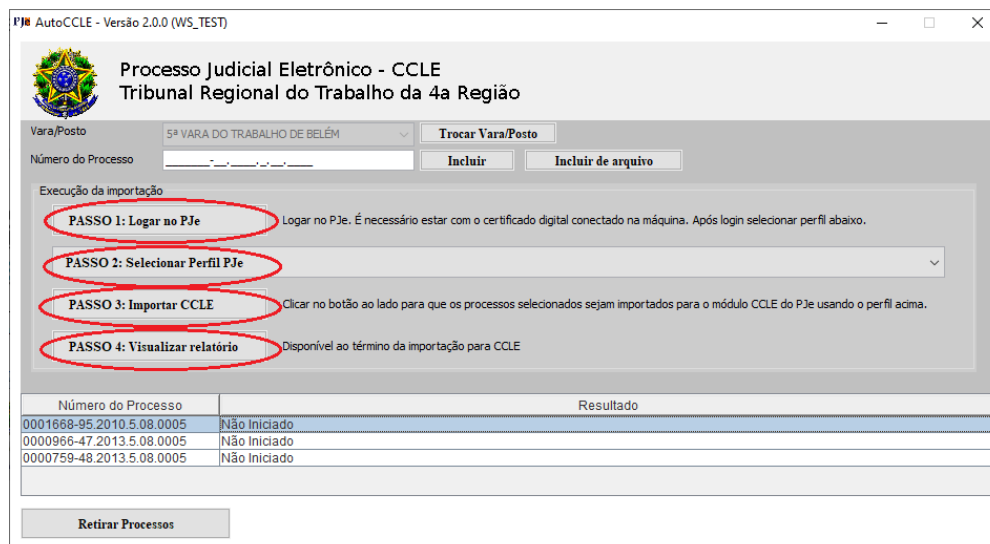 PJe AutoCCLE - Versão 2.0.0 (WS_TEST)
Processo Judicial Eletrônico - CCLE
Tribunal Regional do Trabalho da 4a Região
Vara/Posto 5ª VARA DO TRABALHO DE BELÉM Trocar Vara/Posto
Número do Processo _______-__.____._.__.____ Incluir Incluir de arquivo
Execução da importação
PASSO 1: Logar no PJe Logar no PJe. É necessário estar com o certificado digital conectado na máquina. Após login selecionar perfil abaixo.
PASSO 2: Selecionar Perfil PJe
PASSO 3: Importar CCLE Clicar no botão ao lado para que os processos selecionados sejam importados para o módulo CCLE do PJe usando o perfil acima.
PASSO 4: Visualizar relatório Disponível ao término da importação para CCLE
Número do Processo Resultado
0001668-95.2010.5.08.0005 Não Iniciado
0000966-47.2013.5.08.0005 Não Iniciado
0000759-48.2013.5.08.0005 Não Iniciado
Retirar Processos